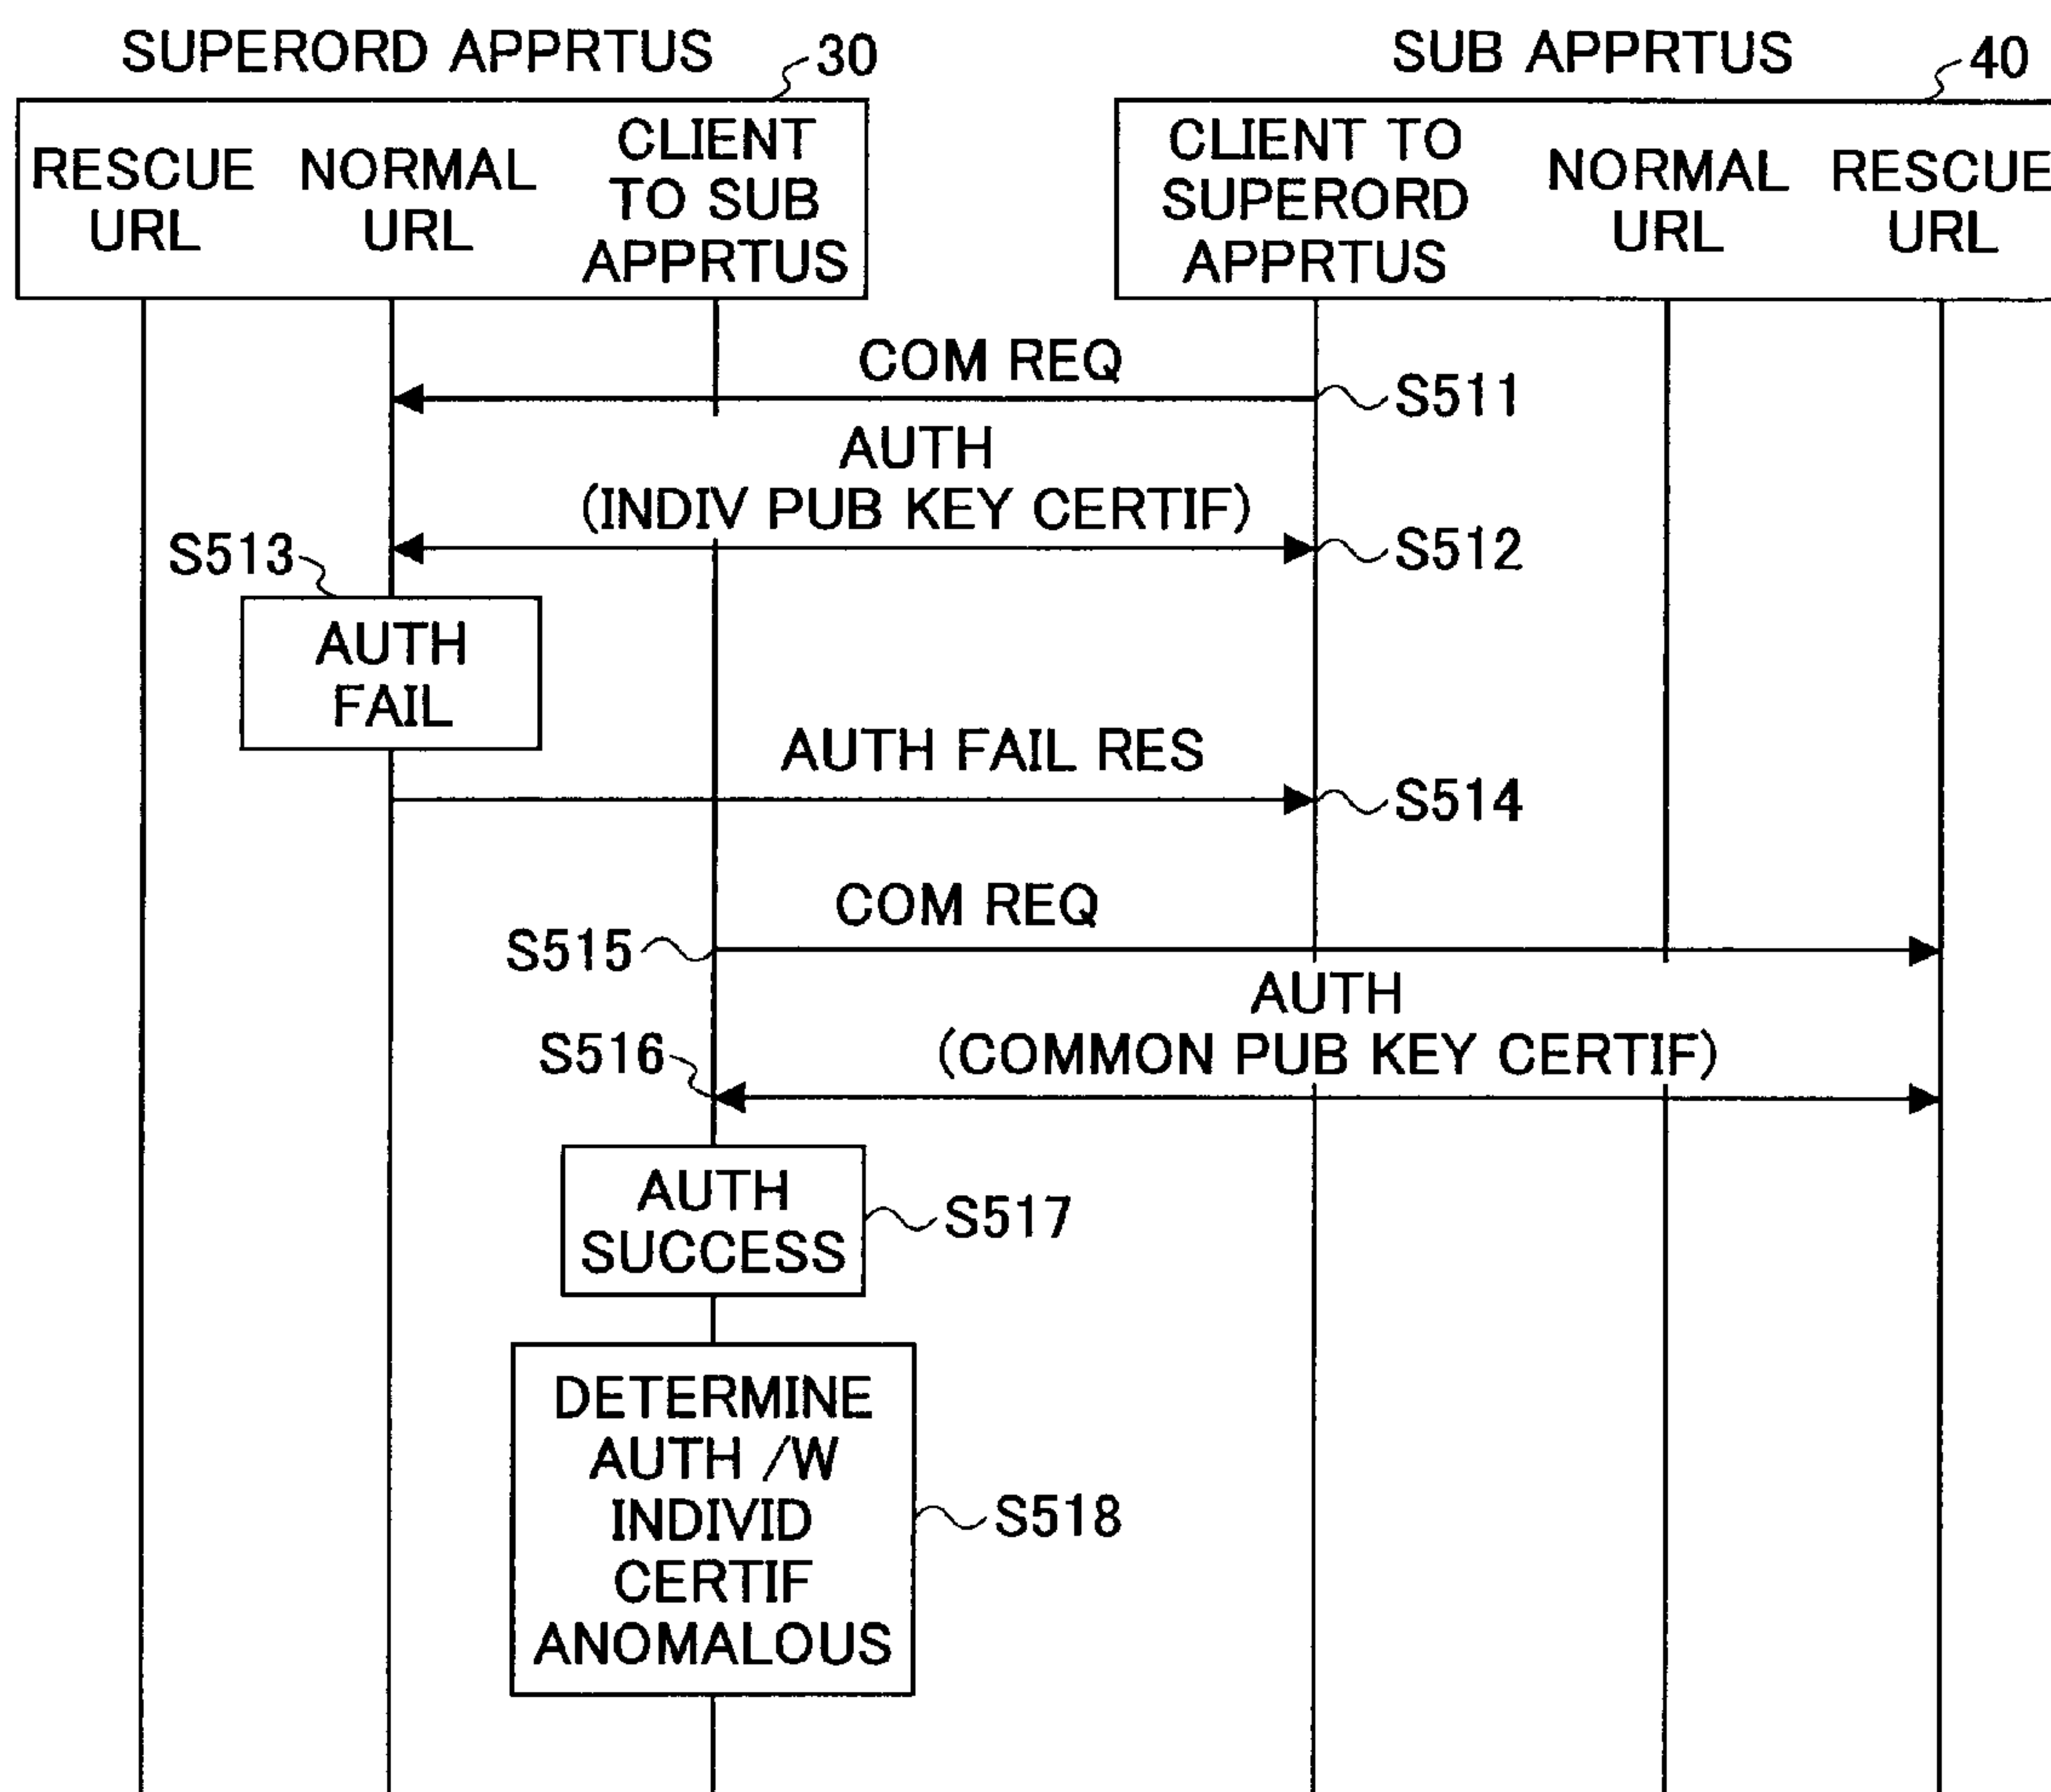 SUPERORD APPRTUS
30
SUB APPRTUS
40
RESCUE
URL
NORMAL
URL
CLIENT
TO SUB
APPRTUS
CLIENT TO
SUPERORD
APPRTUS
NORMAL
URL
RESCUE
URL
COM REQ
S511
AUTH
(INDIV PUB KEY CERTIF)
S512
S513
AUTH
FAIL
AUTH FAIL RES
S514
COM REQ
S515
AUTH
(COMMON PUB KEY CERTIF)
S516
AUTH
SUCCESS
S517
DETERMINE
AUTH /W
INDIVID
CERTIF
ANOMALOUS
S518